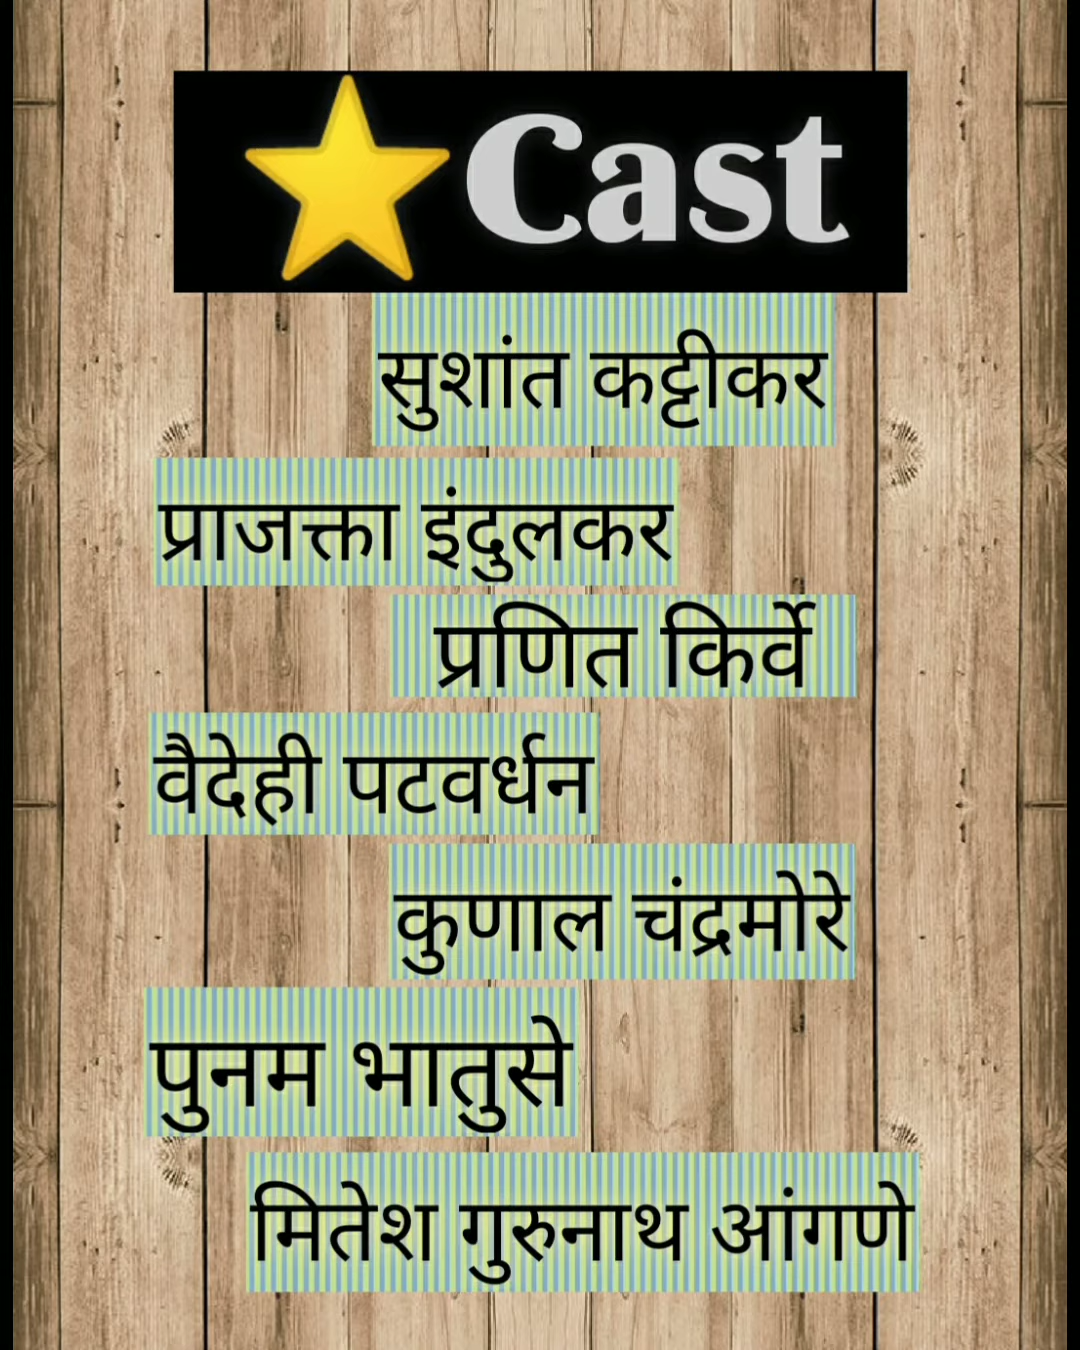 ⭐Cast
सुशांत कट्टीकर
प्राजक्ता इंदुलकर
प्रणित किर्वे
वैदेही पटवर्धन
कुणाल चंद्रमोरे
पुनम भातुसे
मितेश गुरुनाथ आंगणे